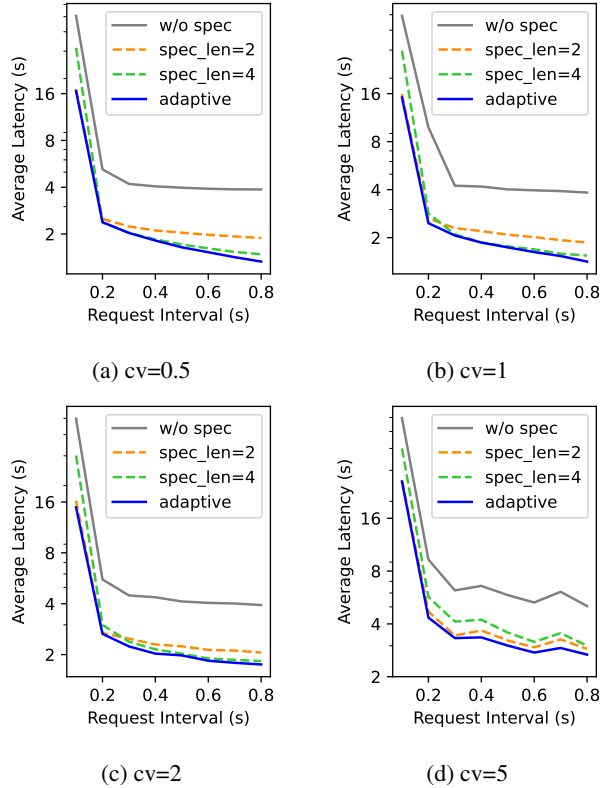 w/o spec
spec_len=2
spec_len=4
adaptive
16
8
4
2
Average Latency (s)
0.2 0.4 0.6 0.8
Request Interval (s)
(a) cv=0.5
w/o spec
spec_len=2
spec_len=4
adaptive
16
8
4
2
Average Latency (s)
0.2 0.4 0.6 0.8
Request Interval (s)
(b) cv=1
w/o spec
spec_len=2
spec_len=4
adaptive
16
8
4
2
Average Latency (s)
0.2 0.4 0.6 0.8
Request Interval (s)
(c) cv=2
w/o spec
spec_len=2
spec_len=4
adaptive
16
8
4
2
Average Latency (s)
0.2 0.4 0.6 0.8
Request Interval (s)
(d) cv=5